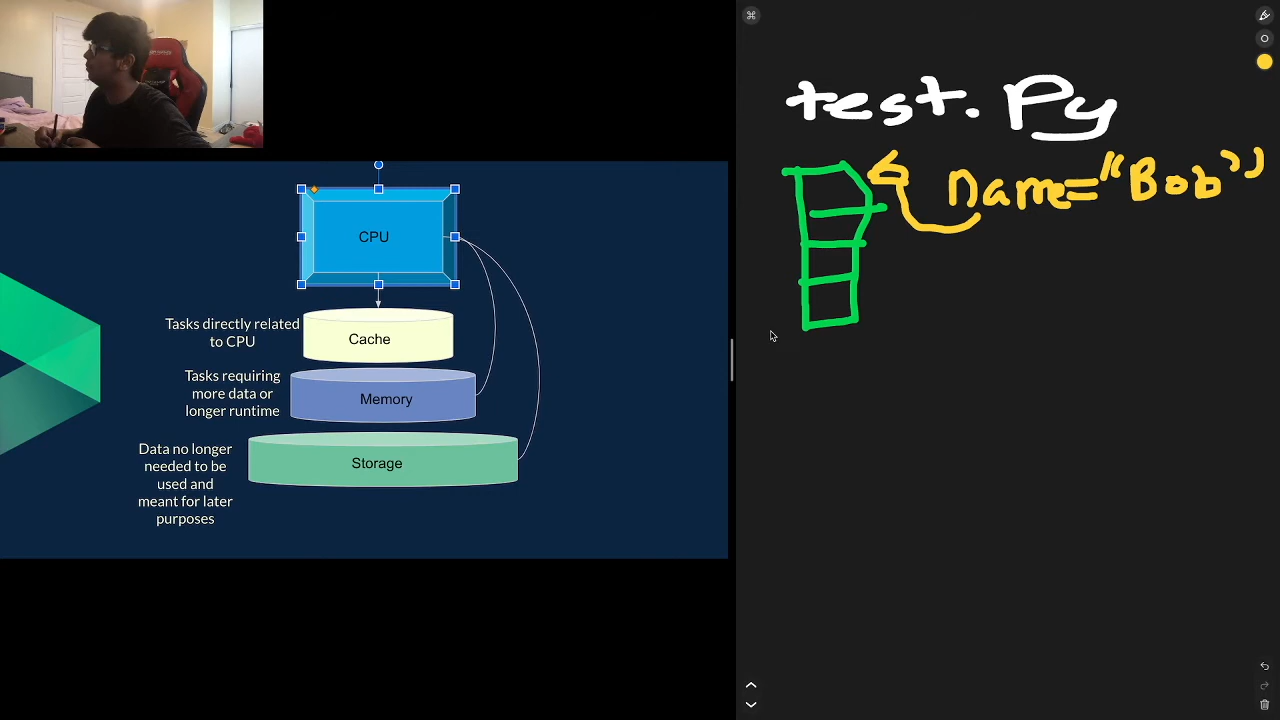 CPU
Tasks directly related
to CPU
Cache
Tasks requiring
more data or
longer runtime
Memory
Data no longer
needed to be
used and
meant for later
purposes
Storage
test.Py
name="Bob"